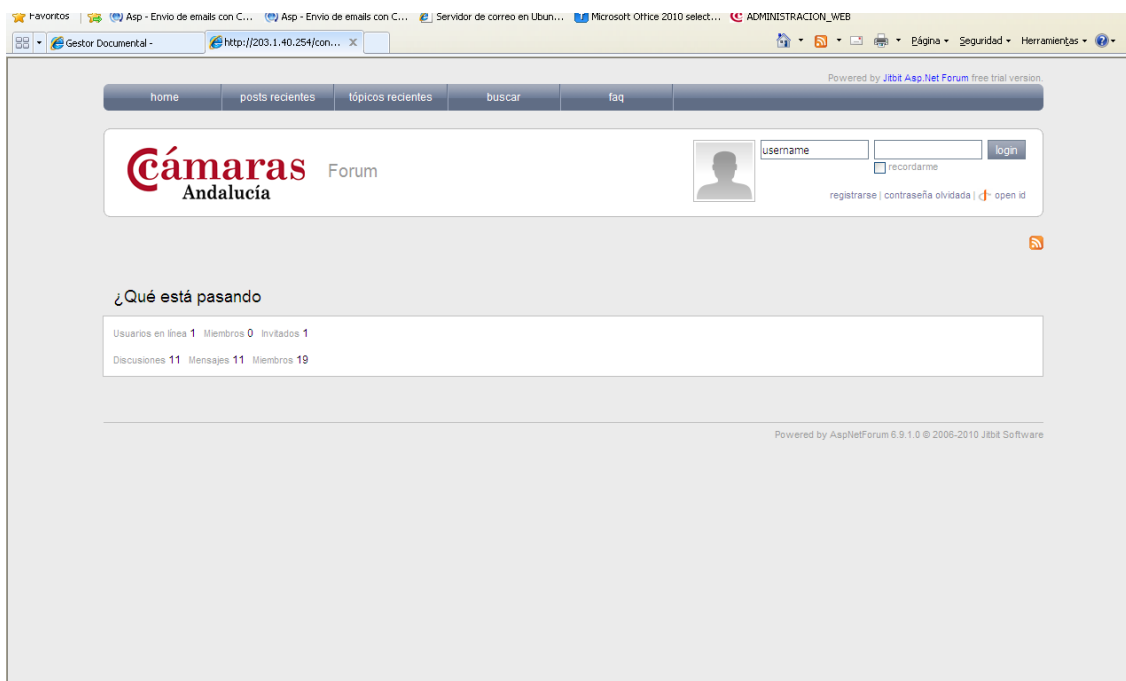 Favoritos Asp - Envio de emails con C... Asp - Envio de emails con C... Servidor de correo en Ubun... Microsoft Office 2010 select... ADMINISTRACION_WEB
Gestor Documental - http://203.1.40.254/con... X Página Seguridad Herramientas
Powered by Jitbit Asp.Net Forum free trial version.
home posts recientes tópicos recientes buscar faq
Cámaras Andalucía Forum
username login
recordarme
registrarse | contraseña olvidada | open id
¿Qué está pasando
Usuarios en línea 1 Miembros 0 Invitados 1
Discusiones 11 Mensajes 11 Miembros 19
Powered by AspNetForum 6.9.1.0 © 2006-2010 Jitbit Software